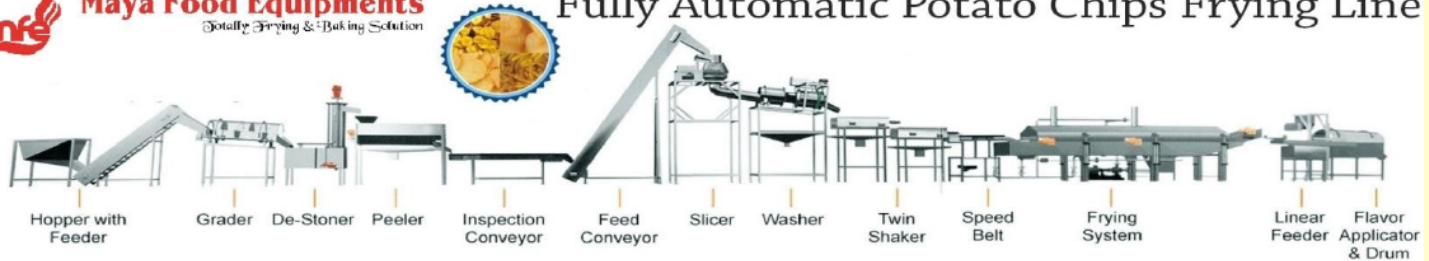 Maya Food Equipments
Totally Frying & Baking Solution
Fully Automatic Potato Chips Frying Line
Hopper with
Feeder
Grader
De-Stoner
Peeler
Inspection
Conveyor
Feed
Conveyor
Slicer
Washer
Twin
Shaker
Speed
Belt
Frying
System
Linear
Feeder
Flavor
Applicator
& Drum